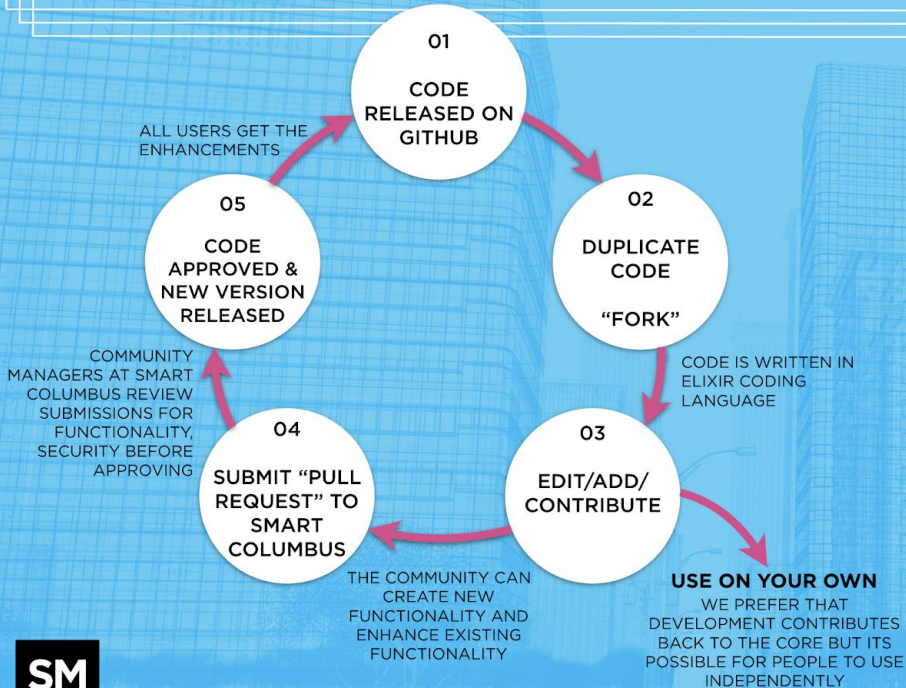 01
CODE
RELEASED ON
GITHUB
ALL USERS GET THE
ENHANCEMENTS
02
DUPLICATE
CODE
“FORK”
CODE IS WRITTEN IN
ELIXIR CODING
LANGUAGE
03
EDIT/ADD/
CONTRIBUTE
USE ON YOUR OWN
WE PREFER THAT
DEVELOPMENT CONTRIBUTES
BACK TO THE CORE BUT ITS
POSSIBLE FOR PEOPLE TO USE
INDEPENDENTLY
THE COMMUNITY CAN
CREATE NEW
FUNCTIONALITY AND
ENHANCE EXISTING
FUNCTIONALITY
04
SUBMIT “PULL
REQUEST” TO
SMART
COLUMBUS
COMMUNITY
MANAGERS AT SMART
COLUMBUS REVIEW
SUBMISSIONS FOR
FUNCTIONALITY,
SECURITY BEFORE
APPROVING
05
CODE
APPROVED &
NEW VERSION
RELEASED
SM